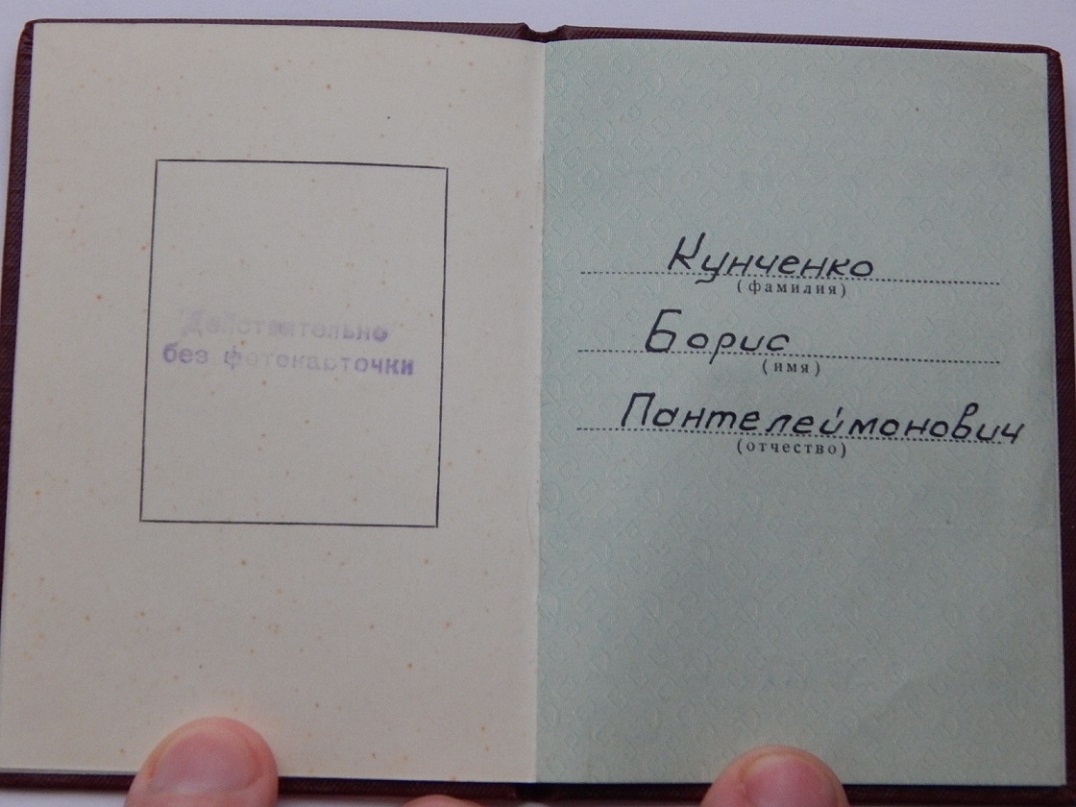 "Действительно"
без фотокарточки
Кунченко
(фамилия)
Борис
(имя)
Пантелеймонович
(отчество)